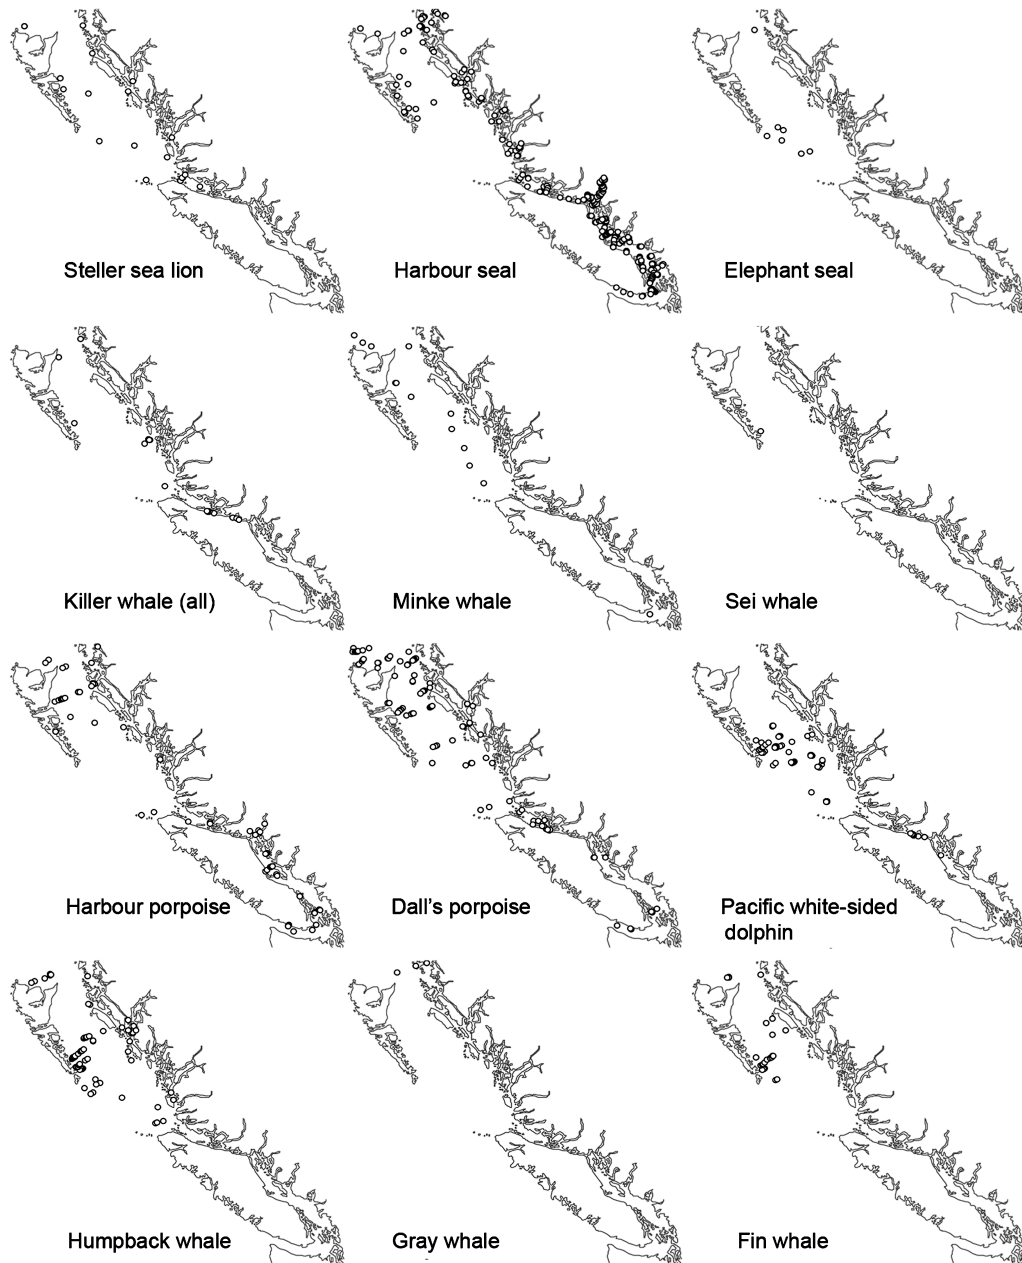 Steller sea lion
Harbour seal
Elephant seal
Killer whale (all)
Minke whale
Sei whale
Harbour porpoise
Dall's porpoise
Pacific white-sided
dolphin
Humpback whale
Gray whale
Fin whale